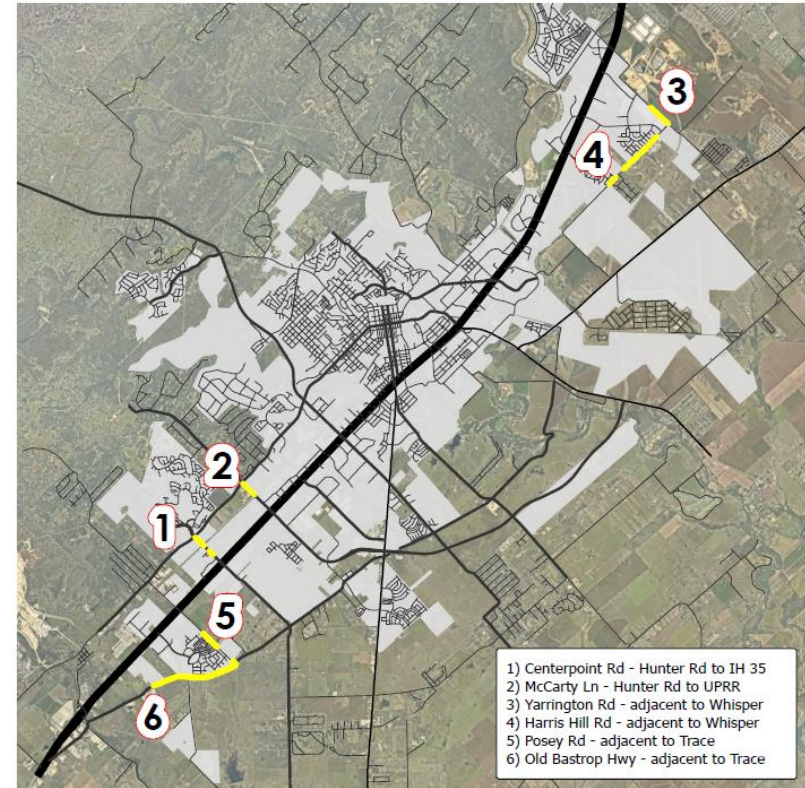 3
4
2
1
5
6
1) Centerpoint Rd - Hunter Rd to IH 35
2) McCarty Ln - Hunter Rd to UPRR
3) Yarrington Rd - adjacent to Whisper
4) Harris Hill Rd - adjacent to Whisper
5) Posey Rd - adjacent to Trace
6) Old Bastrop Hwy - adjacent to Trace